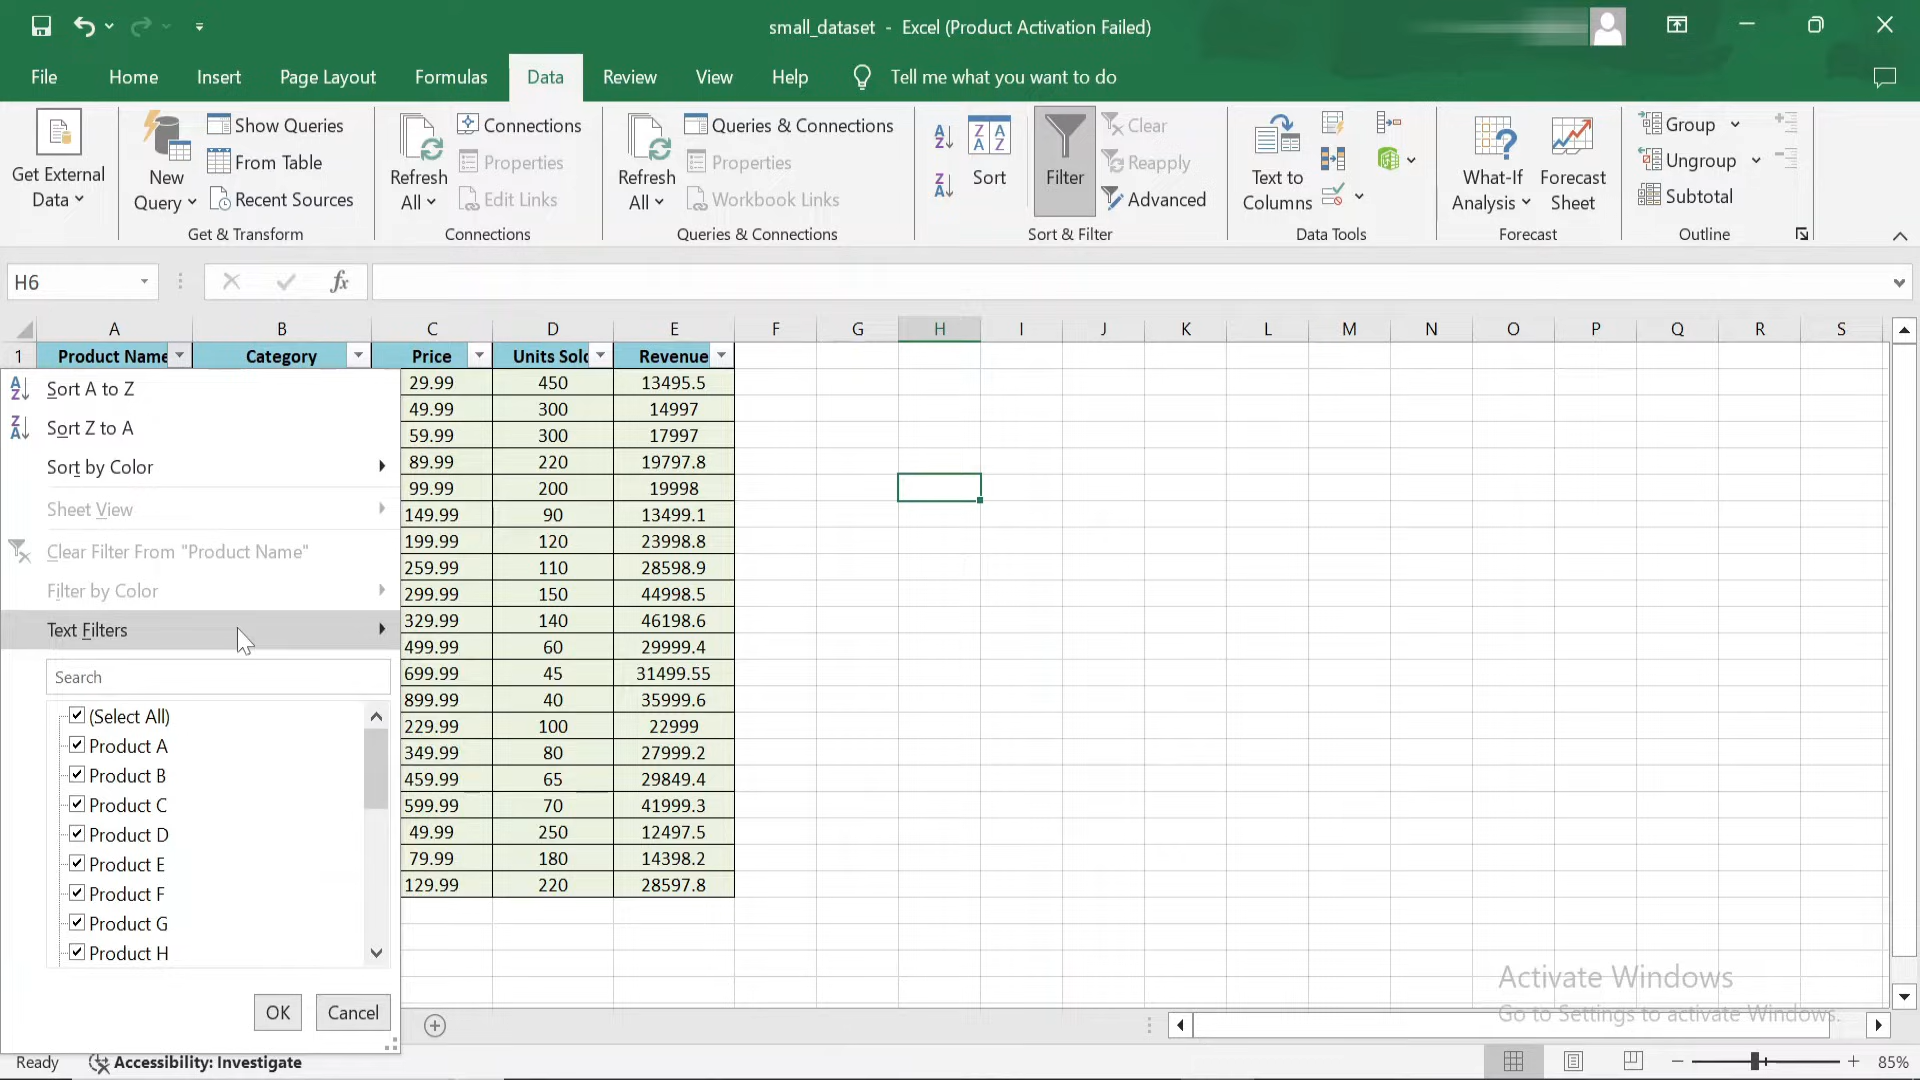 small_dataset - Excel (Product Activation Failed)
File Home Insert Page Layout Formulas Data Review View Help Tell me what you want to do
Get External Data
New Query
Show Queries
From Table
Recent Sources
Get & Transform
Refresh All
Connections
Properties
Edit Links
Connections
Refresh All
Queries & Connections
Properties
Workbook Links
Queries & Connections
Sort
Filter
Clear
Reapply
Advanced
Sort & Filter
Text to Columns
Data Tools
What-If Analysis
Forecast Sheet
Forecast
Group
Ungroup
Subtotal
Outline
H6
fx
A B C D E F G H I J K L M N O P Q R S
1 Product Name Category Price Units Sold Revenue
29.99 450 13495.5
49.99 300 14997
59.99 300 17997
89.99 220 19797.8
99.99 200 19998
149.99 90 13499.1
199.99 120 23998.8
259.99 110 28598.9
299.99 150 44998.5
329.99 140 46198.6
499.99 60 29999.4
699.99 45 31499.55
899.99 40 35999.6
229.99 100 22999
349.99 80 27999.2
459.99 65 29849.4
599.99 70 41999.3
49.99 250 12497.5
79.99 180 14398.2
129.99 220 28597.8
Sort A to Z
Sort Z to A
Sort by Color
Sheet View
Clear Filter From "Product Name"
Filter by Color
Text Filters
Search
(Select All)
Product A
Product B
Product C
Product D
Product E
Product F
Product G
Product H
OK Cancel
Activate Windows
Go to Settings to activate Windows.
Ready Accessibility: Investigate
85%